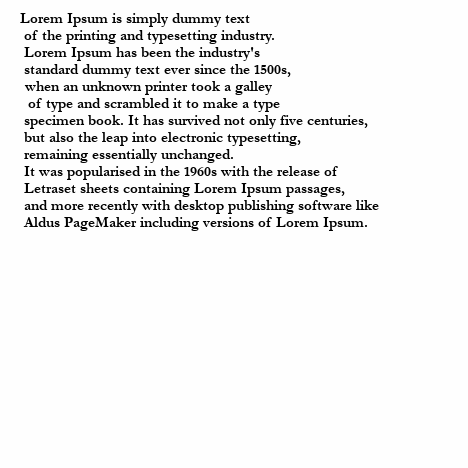 Lorem Ipsum is simply dummy text
of the printing and typesetting industry.
Lorem Ipsum has been the industry's
standard dummy text ever since the 1500s,
when an unknown printer took a galley
of type and scrambled it to make a type
specimen book. It has survived not only five centuries,
but also the leap into electronic typesetting,
remaining essentially unchanged.
It was popularised in the 1960s with the release of
Letraset sheets containing Lorem Ipsum passages,
and more recently with desktop publishing software like
Aldus PageMaker including versions of Lorem Ipsum.